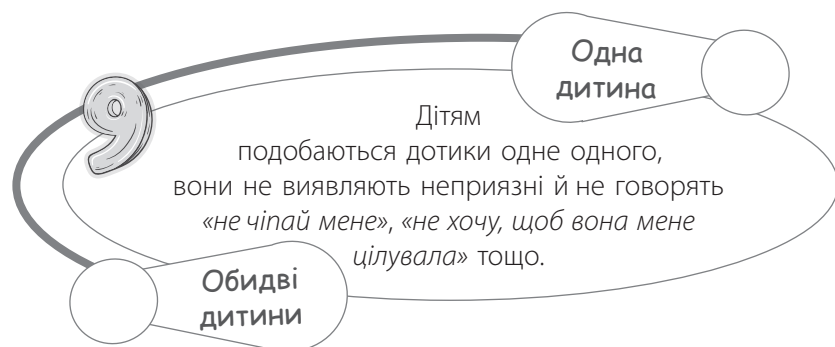 Одна
дитина
9
Дітям
подобаються дотики одне одного,
вони не виявляють неприязні й не говорять
«не чіпай мене», «не хочу, щоб вона мене
цілувала» тощо.
Обидві
дитини